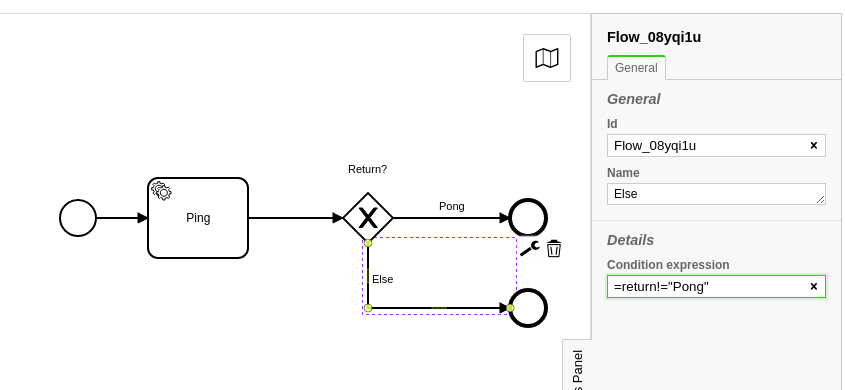 Flow_08yqi1u
General
General
Id
Flow_08yqi1u
Name
Else
Details
Condition expression
=return!="Pong"
Return?
Ping
X
Pong
Else
s Panel